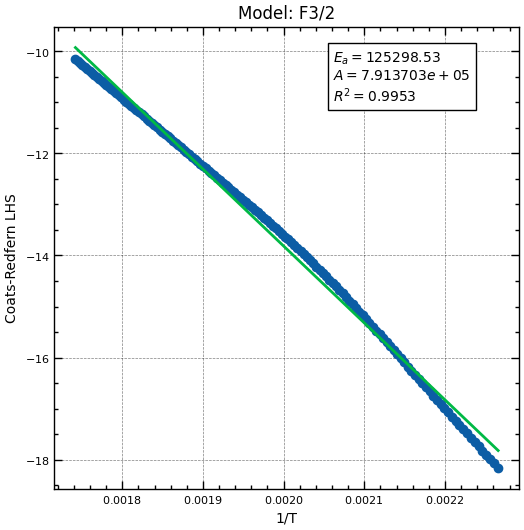 Model: F3/2
E_a = 125298.53
A = 7.913703e + 05
R² = 0.9953
Coats-Redfern LHS
−10
−12
−14
−16
−18
0.0018 0.0019 0.0020 0.0021 0.0022
1/T